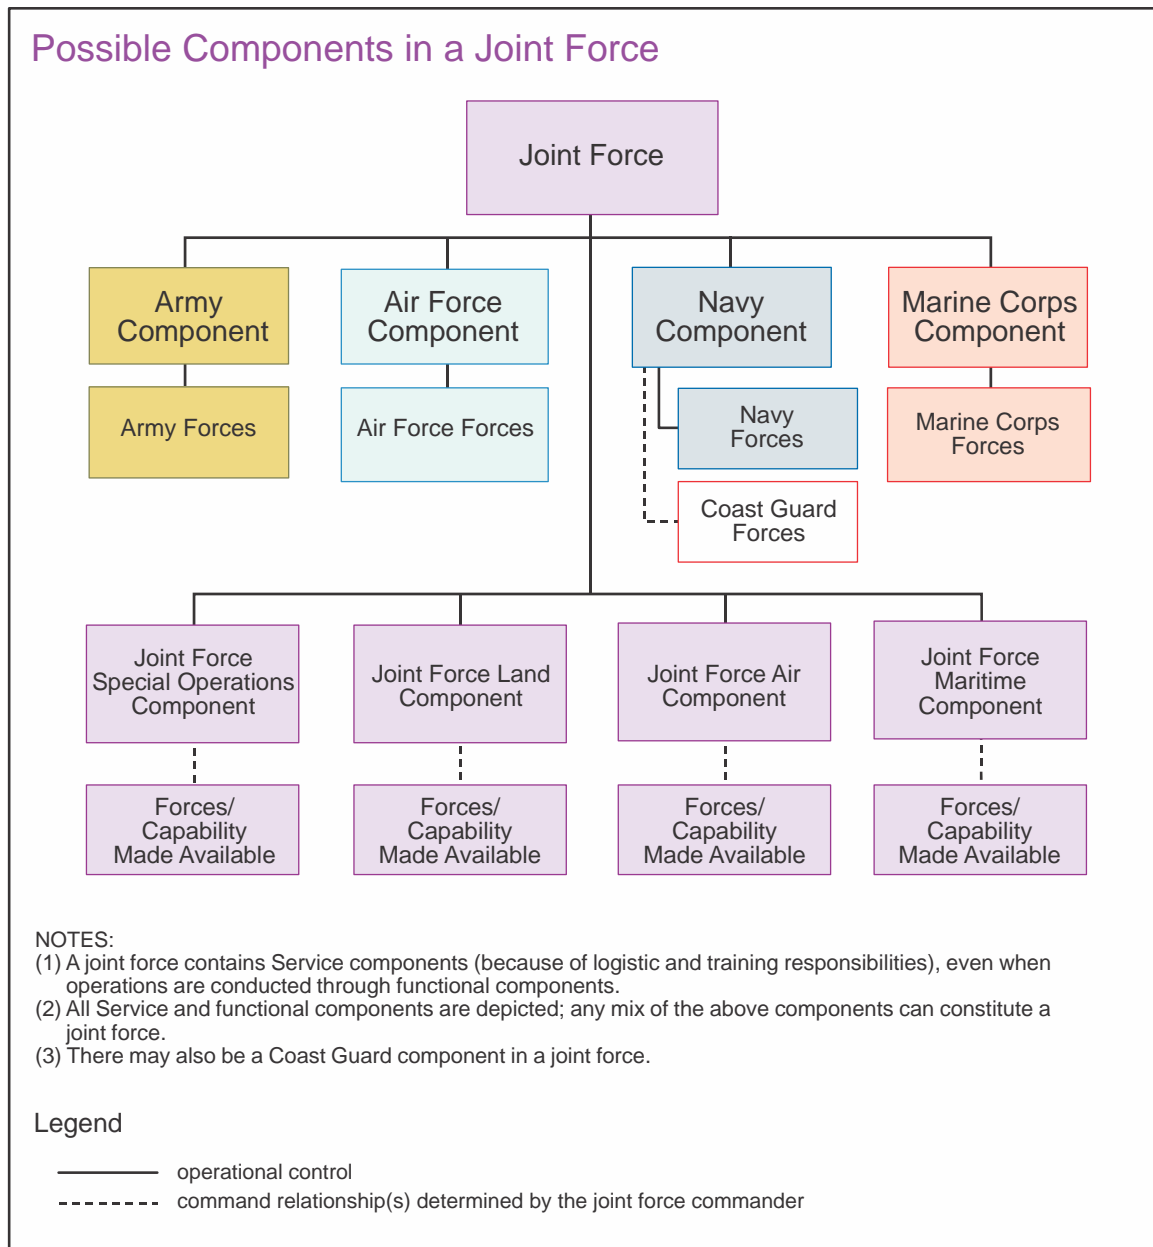 Possible Components in a Joint Force
Joint Force
Army
Component
Air Force
Component
Navy
Component
Marine Corps
Component
Army Forces
Air Force Forces
Navy
Forces
Marine Corps
Forces
Coast Guard
Forces
Joint Force
Special Operations
Component
Joint Force Land
Component
Joint Force Air
Component
Joint Force
Maritime
Component
Forces/
Capability
Made Available
Forces/
Capability
Made Available
Forces/
Capability
Made Available
Forces/
Capability
Made Available
NOTES:
(1) A joint force contains Service components (because of logistic and training responsibilities), even when
operations are conducted through functional components.
(2) All Service and functional components are depicted; any mix of the above components can constitute a
joint force.
(3) There may also be a Coast Guard component in a joint force.
Legend
operational control
command relationship(s) determined by the joint force commander